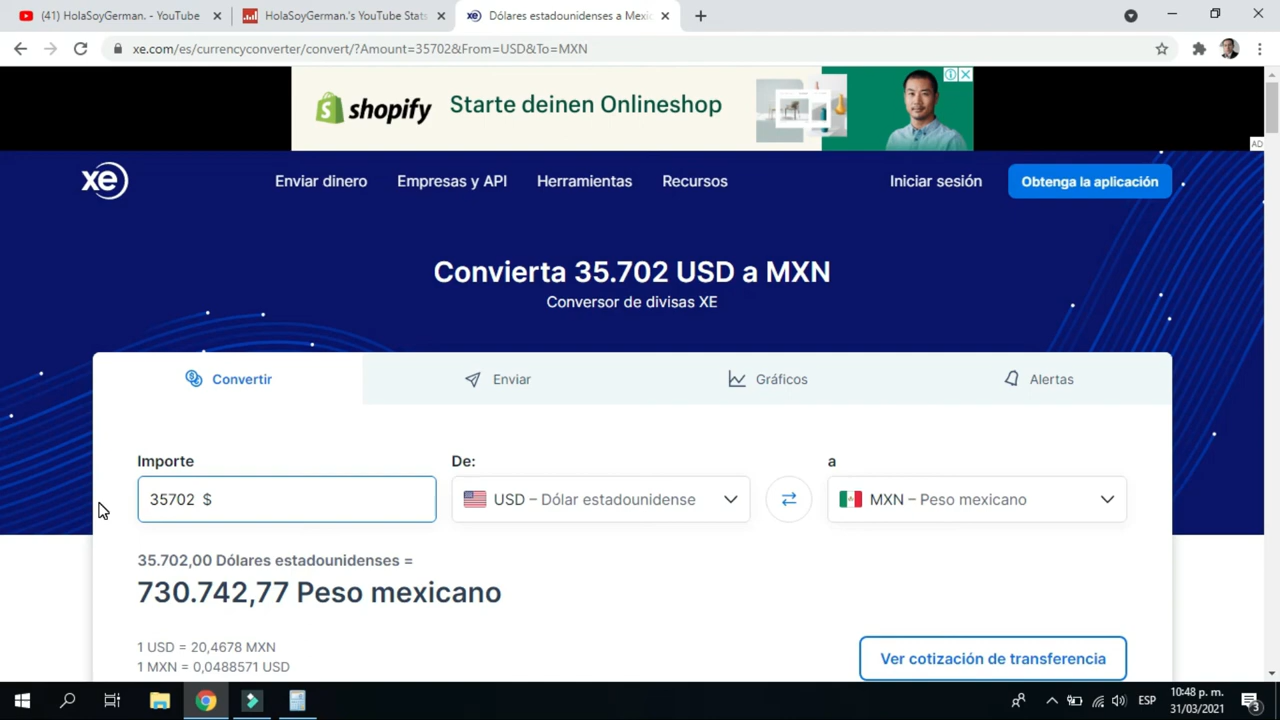 (41) HolaSoyGerman. - YouTube
HolaSoyGerman.'s YouTube Stats
Dólares estadounidenses a Mexic
xe.com/es/currencyconverter/convert/?Amount=35702&From=USD&To=MXN
shopify
Starte deinen Onlineshop
AD
xe
Enviar dinero
Empresas y API
Herramientas
Recursos
Iniciar sesión
Obtenga la aplicación
Convierta 35.702 USD a MXN
Conversor de divisas XE
Convertir
Enviar
Gráficos
Alertas
Importe
De:
a
35702 $
USD – Dólar estadounidense
MXN – Peso mexicano
35.702,00 Dólares estadounidenses =
730.742,77 Peso mexicano
1 USD = 20,4678 MXN
1 MXN = 0,0488571 USD
Ver cotización de transferencia
ESP
10:48 p. m.
31/03/2021
3